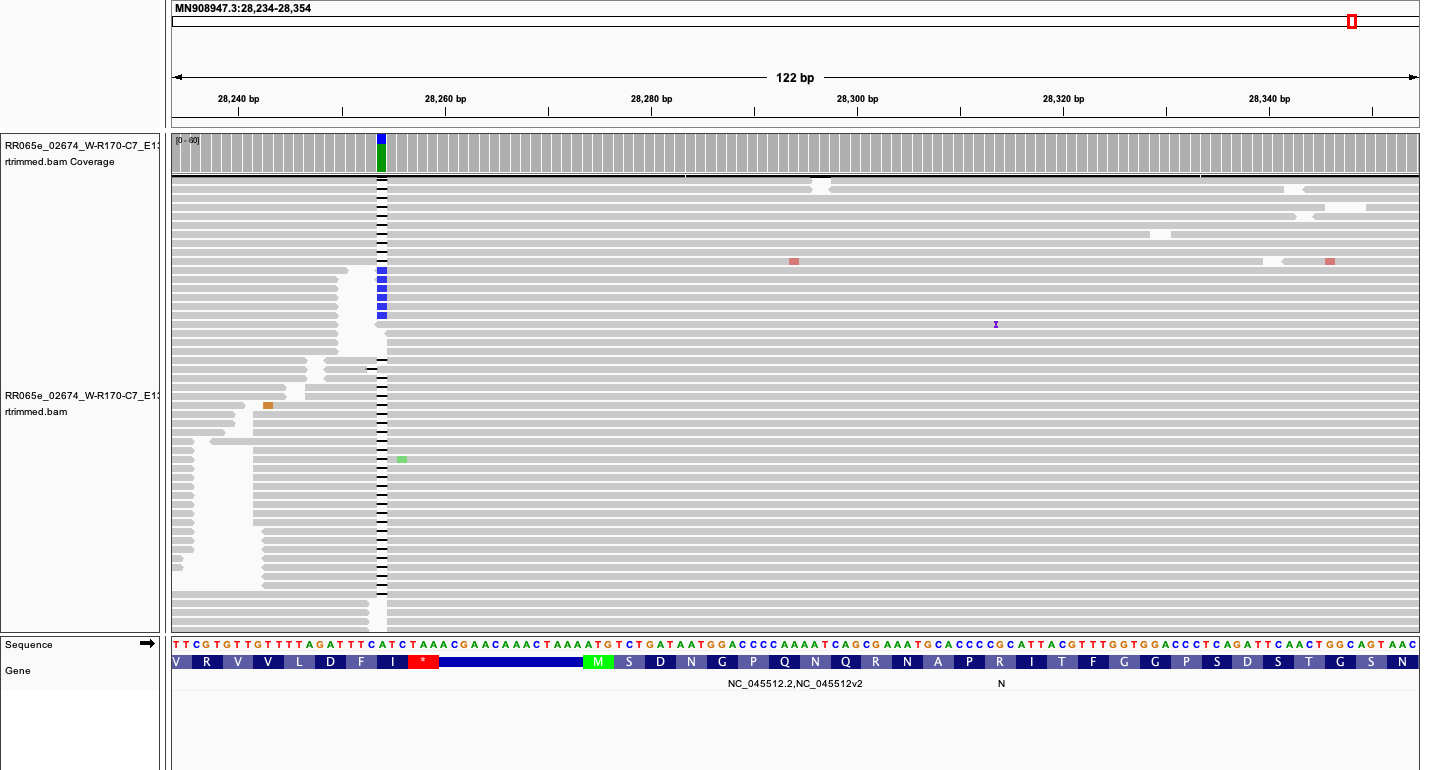 MN908947.3:28,234-28,354
122 bp
28,240 bp 28,260 bp 28,280 bp 28,300 bp 28,320 bp 28,340 bp
RR065e_02674_W-R170-C7_E13
rtrimmed.bam Coverage
[0 - 60]
RR065e_02674_W-R170-C7_E13
rtrimmed.bam
Sequence
TTCGTGTTGTTTTAGATTTCATCTAAACGAACAAACTAAAATGTCTGATAATGGACCCCAAAATCAGCGAAATGCACCCCGCATTACGTTTGGTGGACCCTCAGATTCAACTGGCAGTAAC
Gene
V R V V L D F I * M S D N G P Q N Q R N A P R I T F G G P S D S T G S N
NC_045512.2,NC_045512v2 N